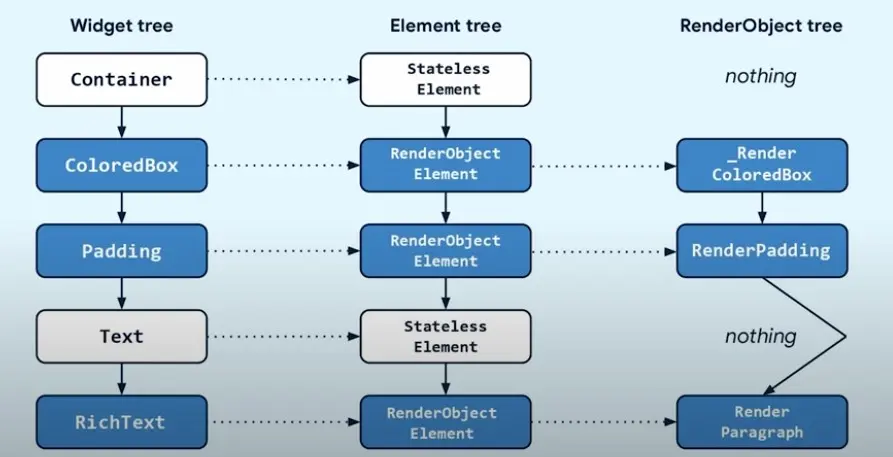 Widget tree
Element tree
RenderObject tree
Container
Stateless
Element
nothing
ColoredBox
RenderObject
Element
_Render
ColoredBox
Padding
RenderObject
Element
RenderPadding
Text
Stateless
Element
nothing
RichText
RenderObject
Element
Render
Paragraph